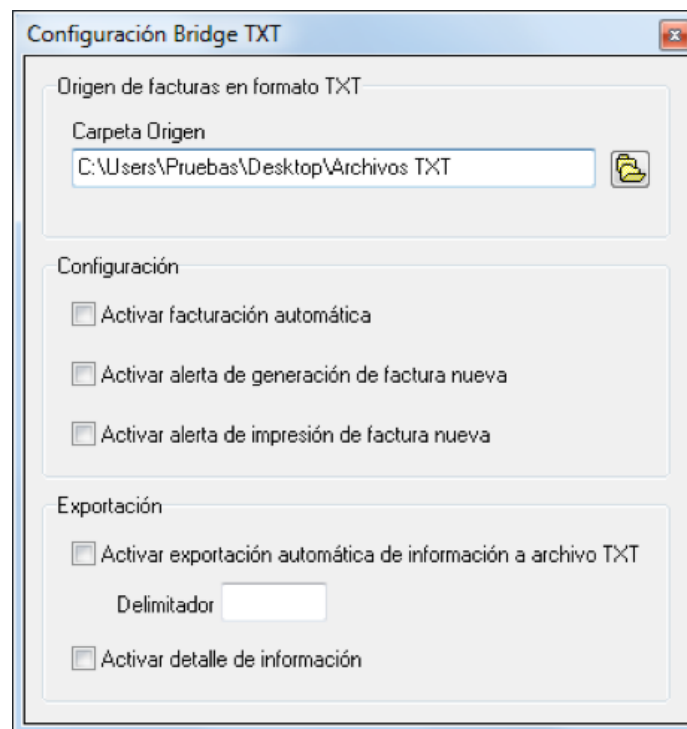 Configuración Bridge TXT
Origen de facturas en formato TXT
Carpeta Origen
C:\Users\Pruebas\Desktop\Archivos TXT
Configuración
Activar facturación automática
Activar alerta de generación de factura nueva
Activar alerta de impresión de factura nueva
Exportación
Activar exportación automática de información a archivo TXT
Delimitador
Activar detalle de información